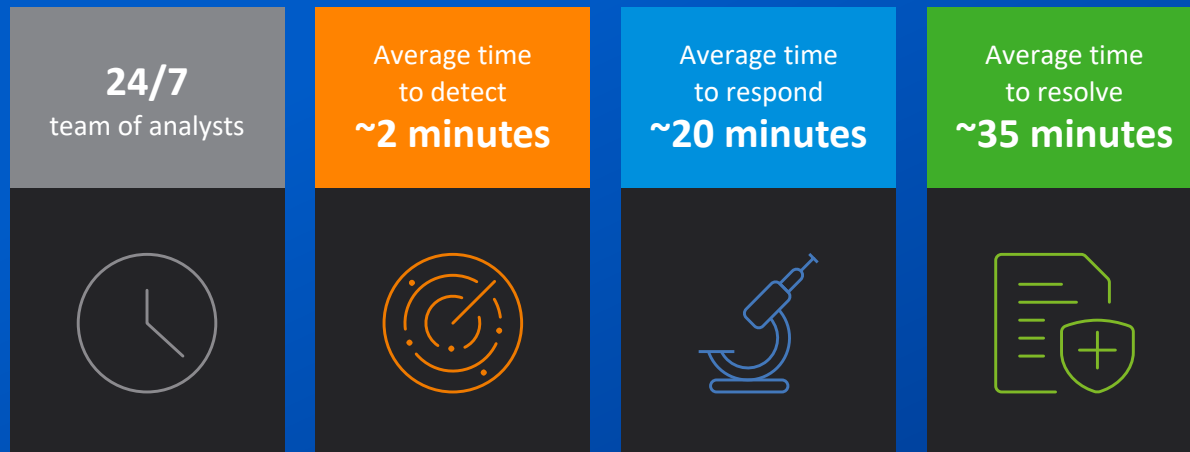 24/7
team of analysts
Average time
to detect
~2 minutes
Average time
to respond
~20 minutes
Average time
to resolve
~35 minutes